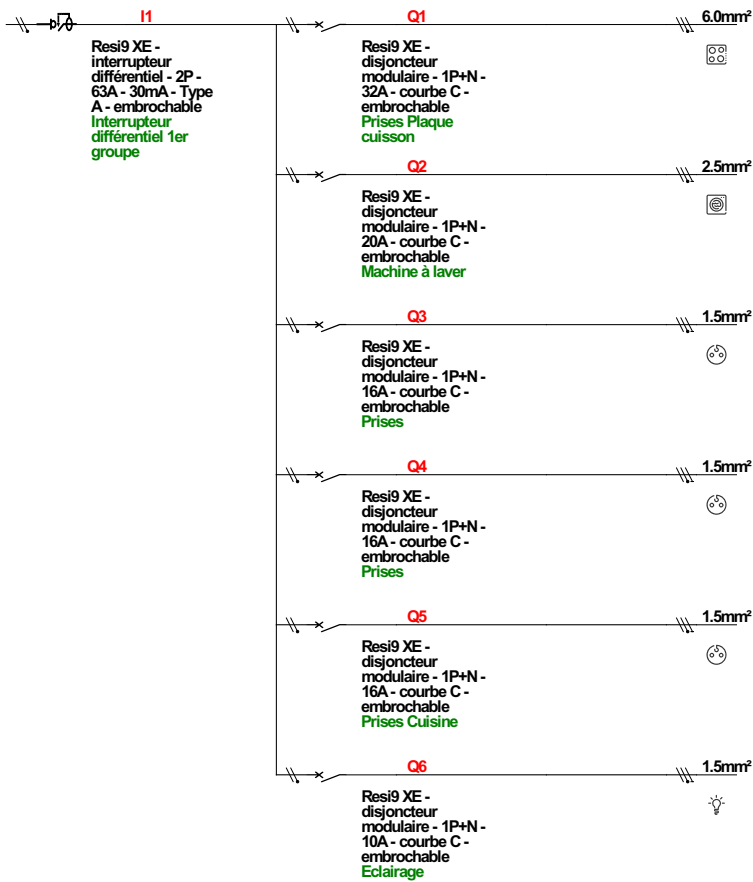 I1
Resi9 XE -
interrupteur
différentiel - 2P -
63A - 30mA - Type
A - embrochable
Interrupteur
différentiel 1er
groupe
Q1
6.0mm²
Resi9 XE -
disjoncteur
modulaire - 1P+N -
32A - courbe C -
embrochable
Prises Plaque
cuisson
Q2
2.5mm²
Resi9 XE -
disjoncteur
modulaire - 1P+N -
20A - courbe C -
embrochable
Machine à laver
Q3
1.5mm²
Resi9 XE -
disjoncteur
modulaire - 1P+N -
16A - courbe C -
embrochable
Prises
Q4
1.5mm²
Resi9 XE -
disjoncteur
modulaire - 1P+N -
16A - courbe C -
embrochable
Prises
Q5
1.5mm²
Resi9 XE -
disjoncteur
modulaire - 1P+N -
16A - courbe C -
embrochable
Prises Cuisine
Q6
1.5mm²
Resi9 XE -
disjoncteur
modulaire - 1P+N -
10A - courbe C -
embrochable
Eclairage